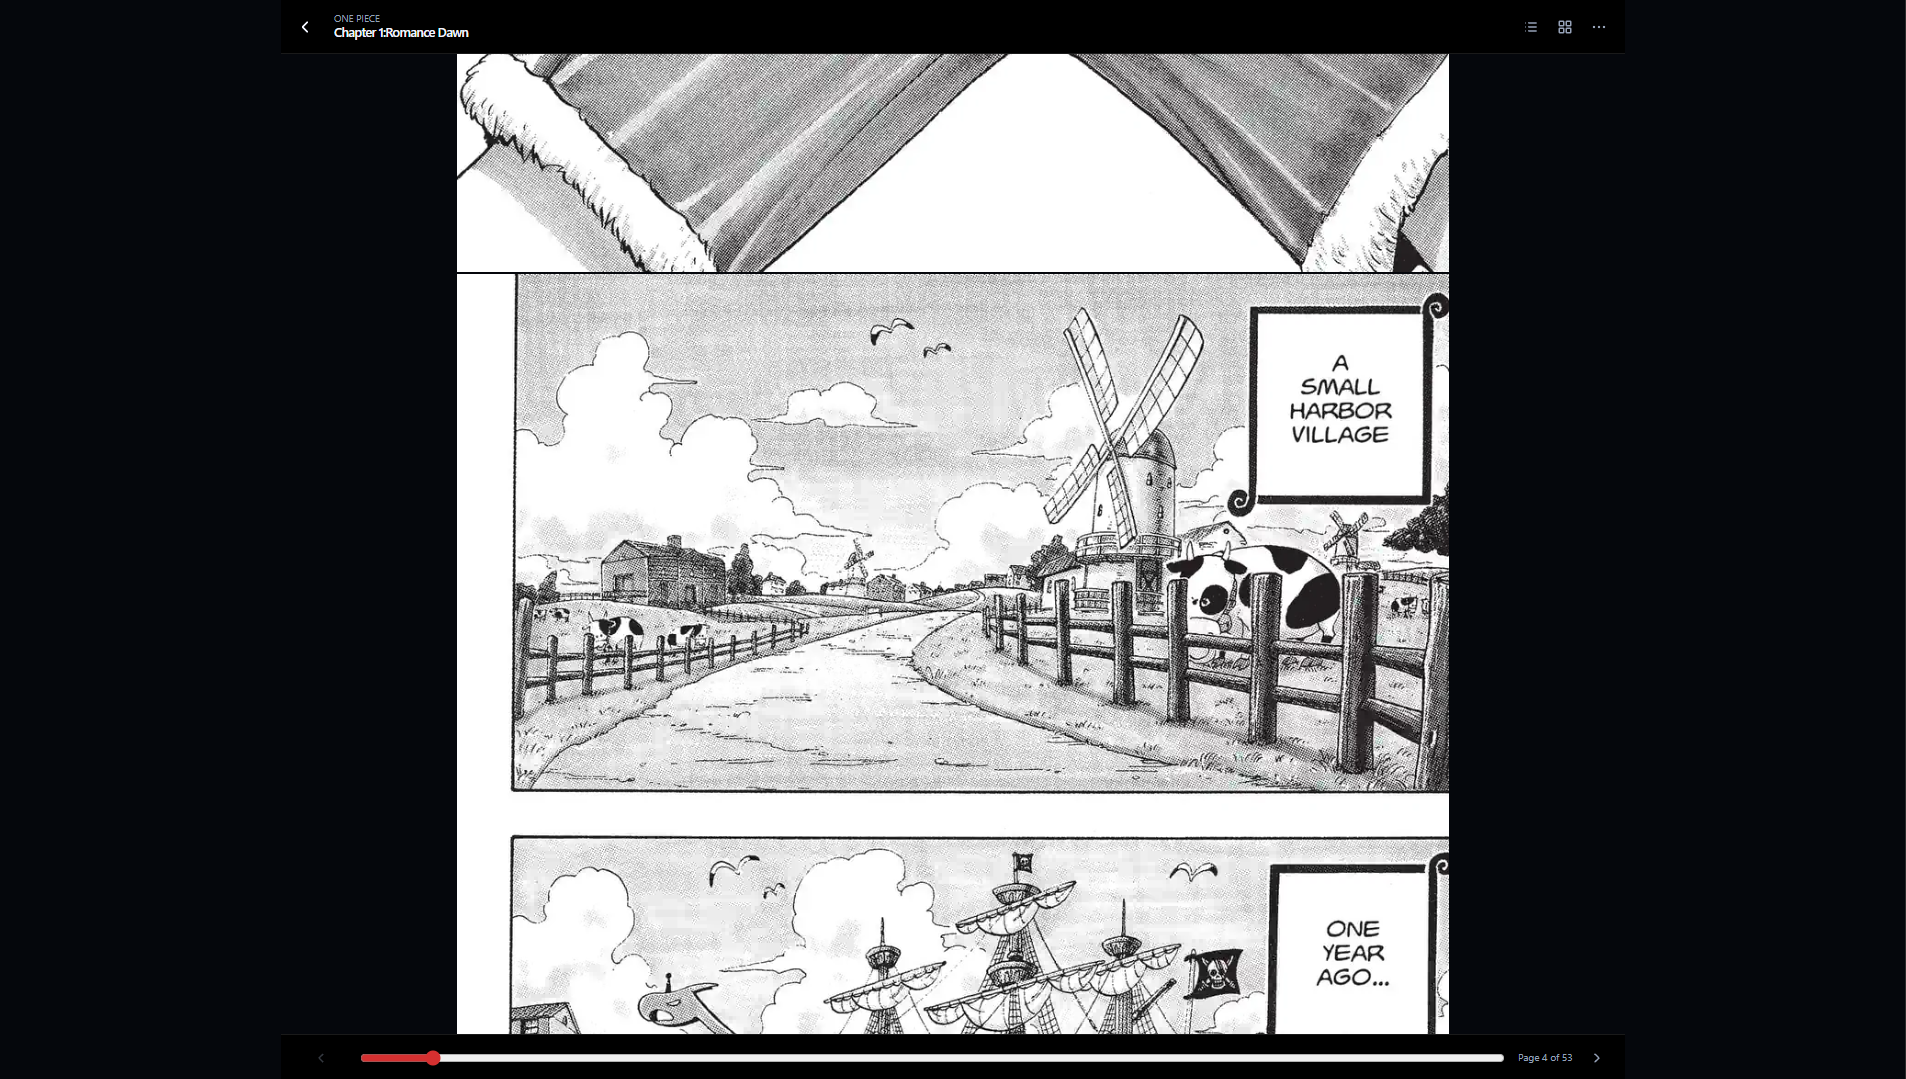 ONE PIECE
Chapter 1:Romance Dawn
A
SMALL
HARBOR
VILLAGE
ONE
YEAR
AGO...
Page 4 of 53